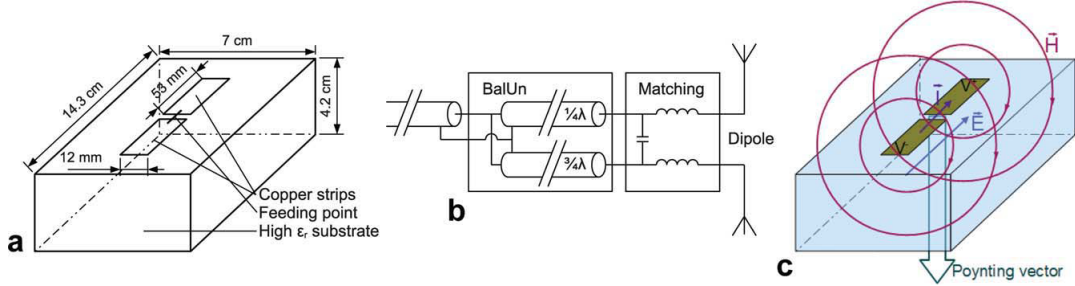 7 cm
14.3 cm
53 mm
4.2 cm
12 mm
Copper strips
Feeding point
High εr substrate
a
BalUn
Matching
¼λ
¾λ
Dipole
b
H
V+
I
E
V-
Poynting vector
c